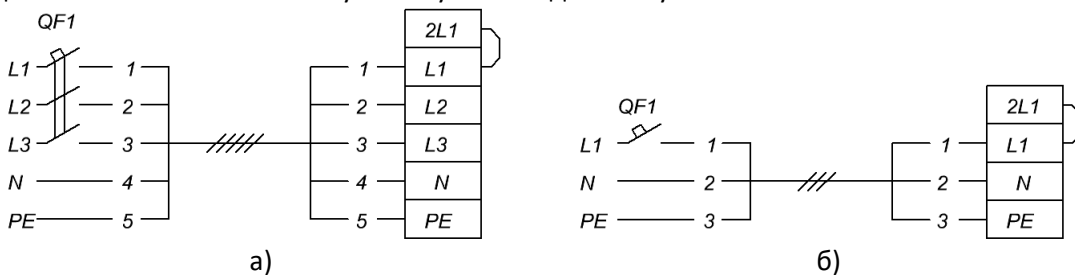 QF1
2L1
L1 1 1 L1
L2 2 2 L2
L3 3 3 L3
N 4 4 N
PE 5 5 PE
а)
QF1
2L1
L1 1 1 L1
N 2 2 N
PE 3 3 PE
б)